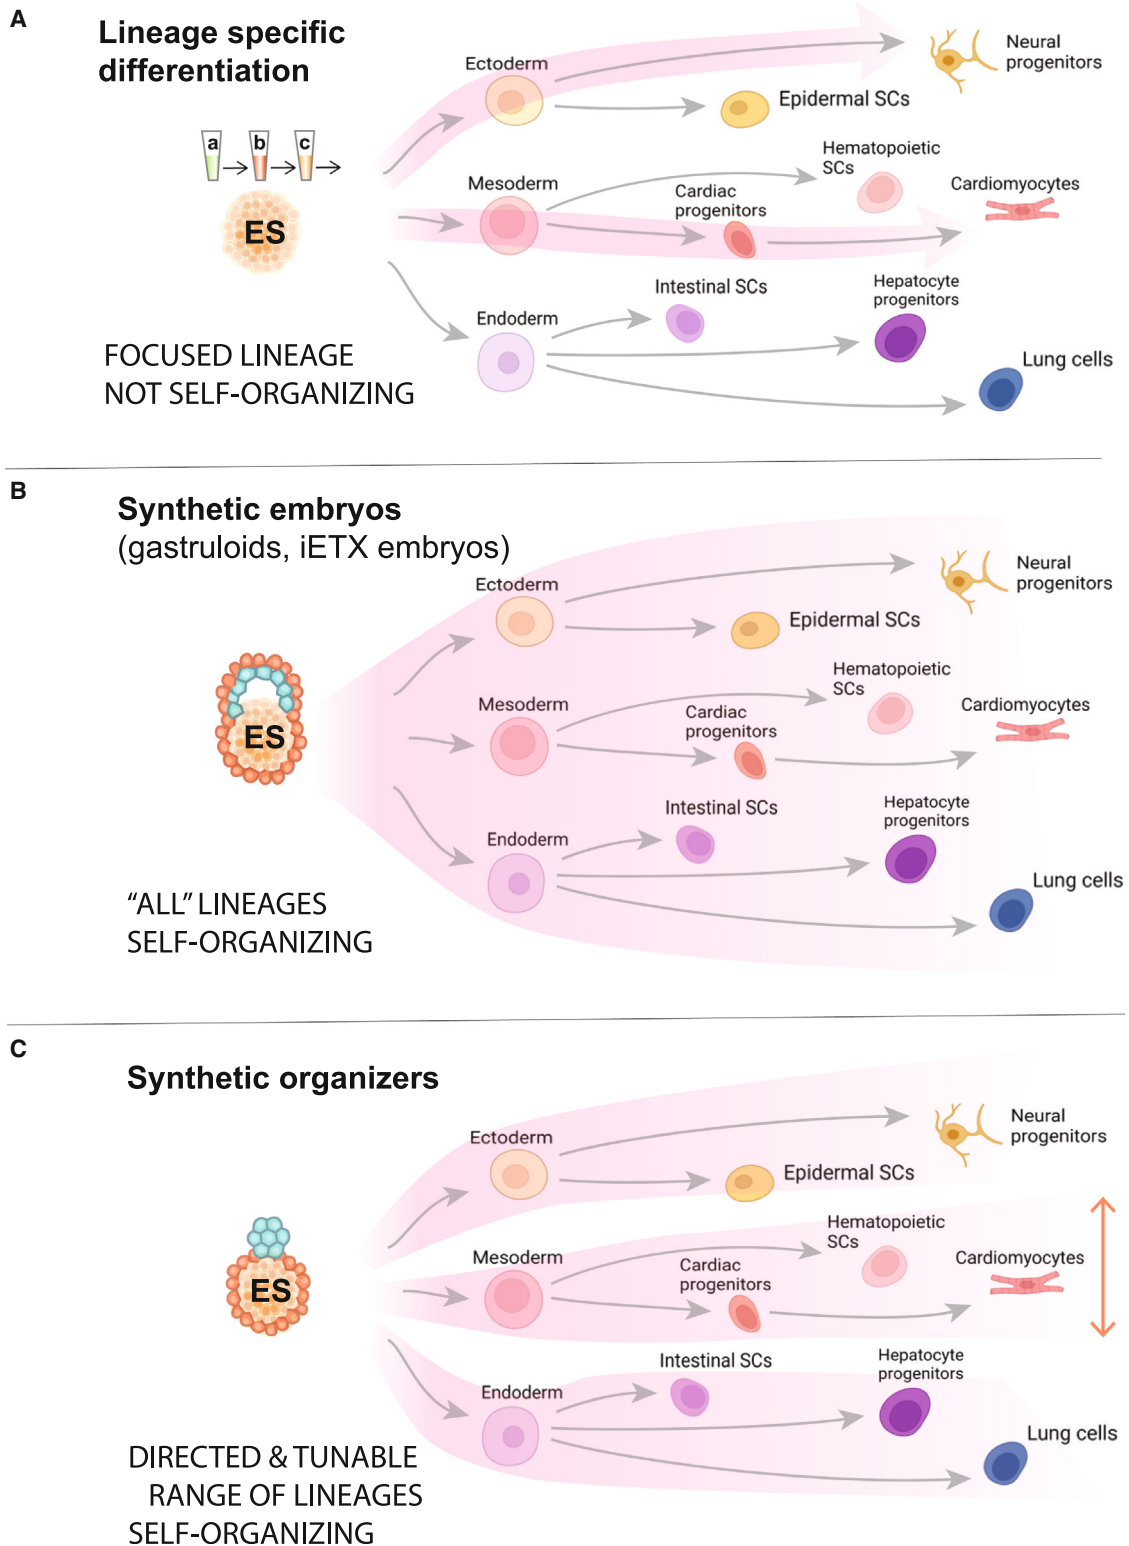 A
Lineage specific
differentiation
a
b
c
ES
FOCUSED LINEAGE
NOT SELF-ORGANIZING
Ectoderm
Neural
progenitors
Epidermal SCs
Mesoderm
Hematopoietic
SCs
Cardiac
progenitors
Cardiomyocytes
Endoderm
Intestinal SCs
Hepatocyte
progenitors
Lung cells
B
Synthetic embryos
(gastruloids, iETX embryos)
ES
“ALL” LINEAGES
SELF-ORGANIZING
Ectoderm
Neural
progenitors
Epidermal SCs
Mesoderm
Hematopoietic
SCs
Cardiac
progenitors
Cardiomyocytes
Endoderm
Intestinal SCs
Hepatocyte
progenitors
Lung cells
C
Synthetic organizers
ES
DIRECTED & TUNABLE
RANGE OF LINEAGES
SELF-ORGANIZING
Ectoderm
Neural
progenitors
Epidermal SCs
Mesoderm
Hematopoietic
SCs
Cardiac
progenitors
Cardiomyocytes
Endoderm
Intestinal SCs
Hepatocyte
progenitors
Lung cells